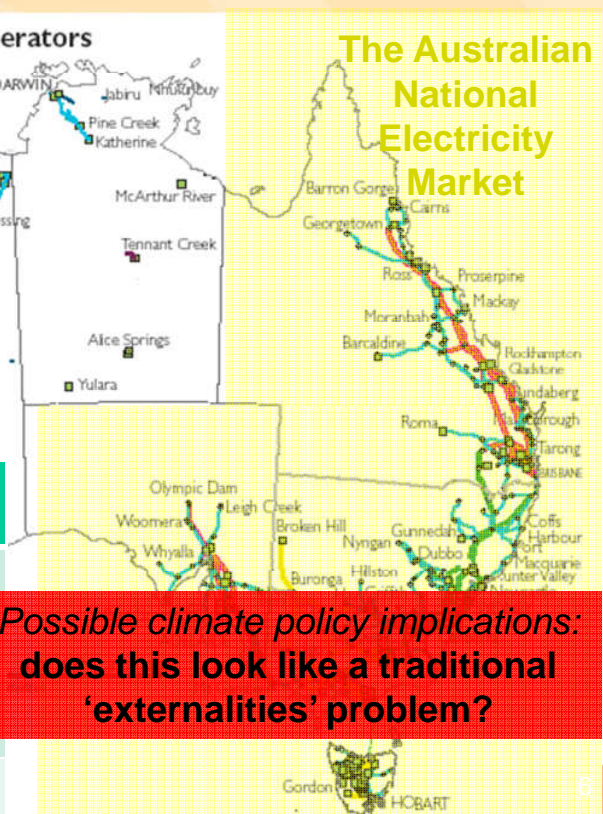 erators
The Australian
National
Electricity
Market
DARWIN
Jabiru
Nhulunbuy
Pine Creek
Katherine
McArthur River
Tennant Creek
Alice Springs
Yulara
Barron Gorge
Cairns
Georgetown
Ross
Proserpine
Mackay
Moranbah
Barcaldine
Rockhampton
Gladstone
Bundaberg
Roma
Tarong
BRISBANE
Olympic Dam
Leigh Creek
Woomera
Broken Hill
Whyalla
Buronga
Gunnedah
Nyngan
Dubbo
Hillston
Coffs
Harbour
Port
Macquarie
Hunter Valley
Possible climate policy implications:
does this look like a traditional
‘externalities’ problem?
Gordon
HOBART